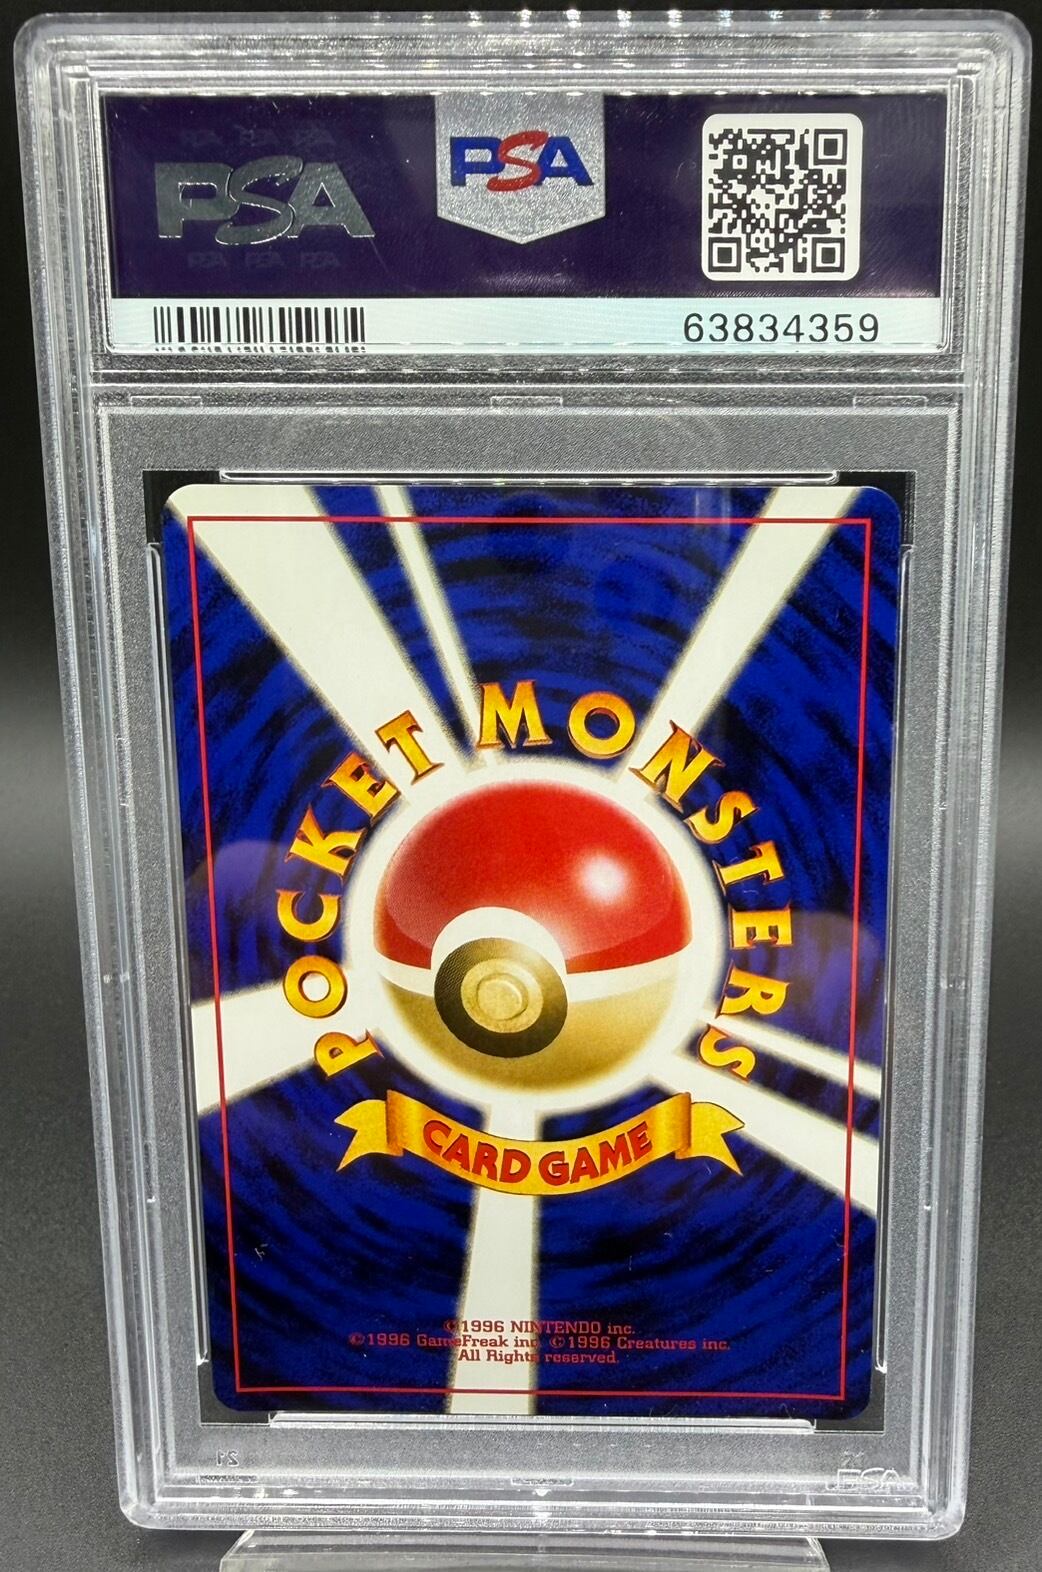 PSA
PSA
63834359
POCKET MONSTERS
CARD GAME
©1996 NINTENDO inc.
©1996 GameFreak inc. ©1996 Creatures inc.
All Rights reserved.
PSA